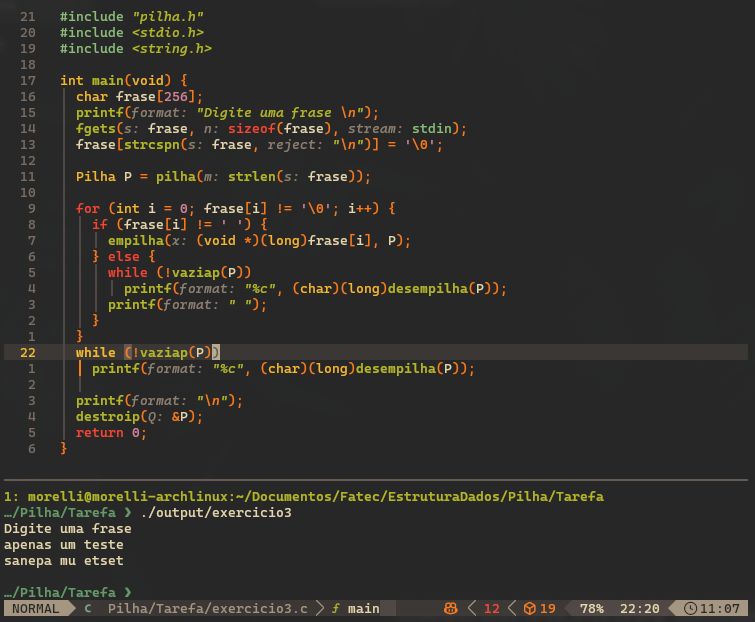 21 #include "pilha.h"
20 #include <stdio.h>
19 #include <string.h>
18
17 int main(void) {
16 char frase[256];
15 printf(format: "Digite uma frase \n");
14 fgets(s: frase, n: sizeof(frase), stream: stdin);
13 frase[strcspn(s: frase, reject: "\n")] = '\0';
12
11 Pilha P = pilha(m: strlen(s: frase));
10
9 for (int i = 0; frase[i] != '\0'; i++) {
8 if (frase[i] != ' ') {
7 empilha(x: (void *)(long)frase[i], P);
6 } else {
5 while (!vaziap(P))
4 printf(format: "%c", (char)(long)desempilha(P));
3 printf(format: " ");
2 }
1 }
22 while (!vaziap(P))
1 printf(format: "%c", (char)(long)desempilha(P));
2
3 printf(format: "\n");
4 destroip(Q: &P);
5 return 0;
6 }
1: morelli@morelli-archlinux:~/Documentos/Fatec/EstruturaDados/Pilha/Tarefa
…/Pilha/Tarefa ❯ ./output/exercicio3
Digite uma frase
apenas um teste
sanepa mu etset
…/Pilha/Tarefa ❯
NORMAL C Pilha/Tarefa/exercicio3.c ƒ main 12 19 78% 22:20 11:07